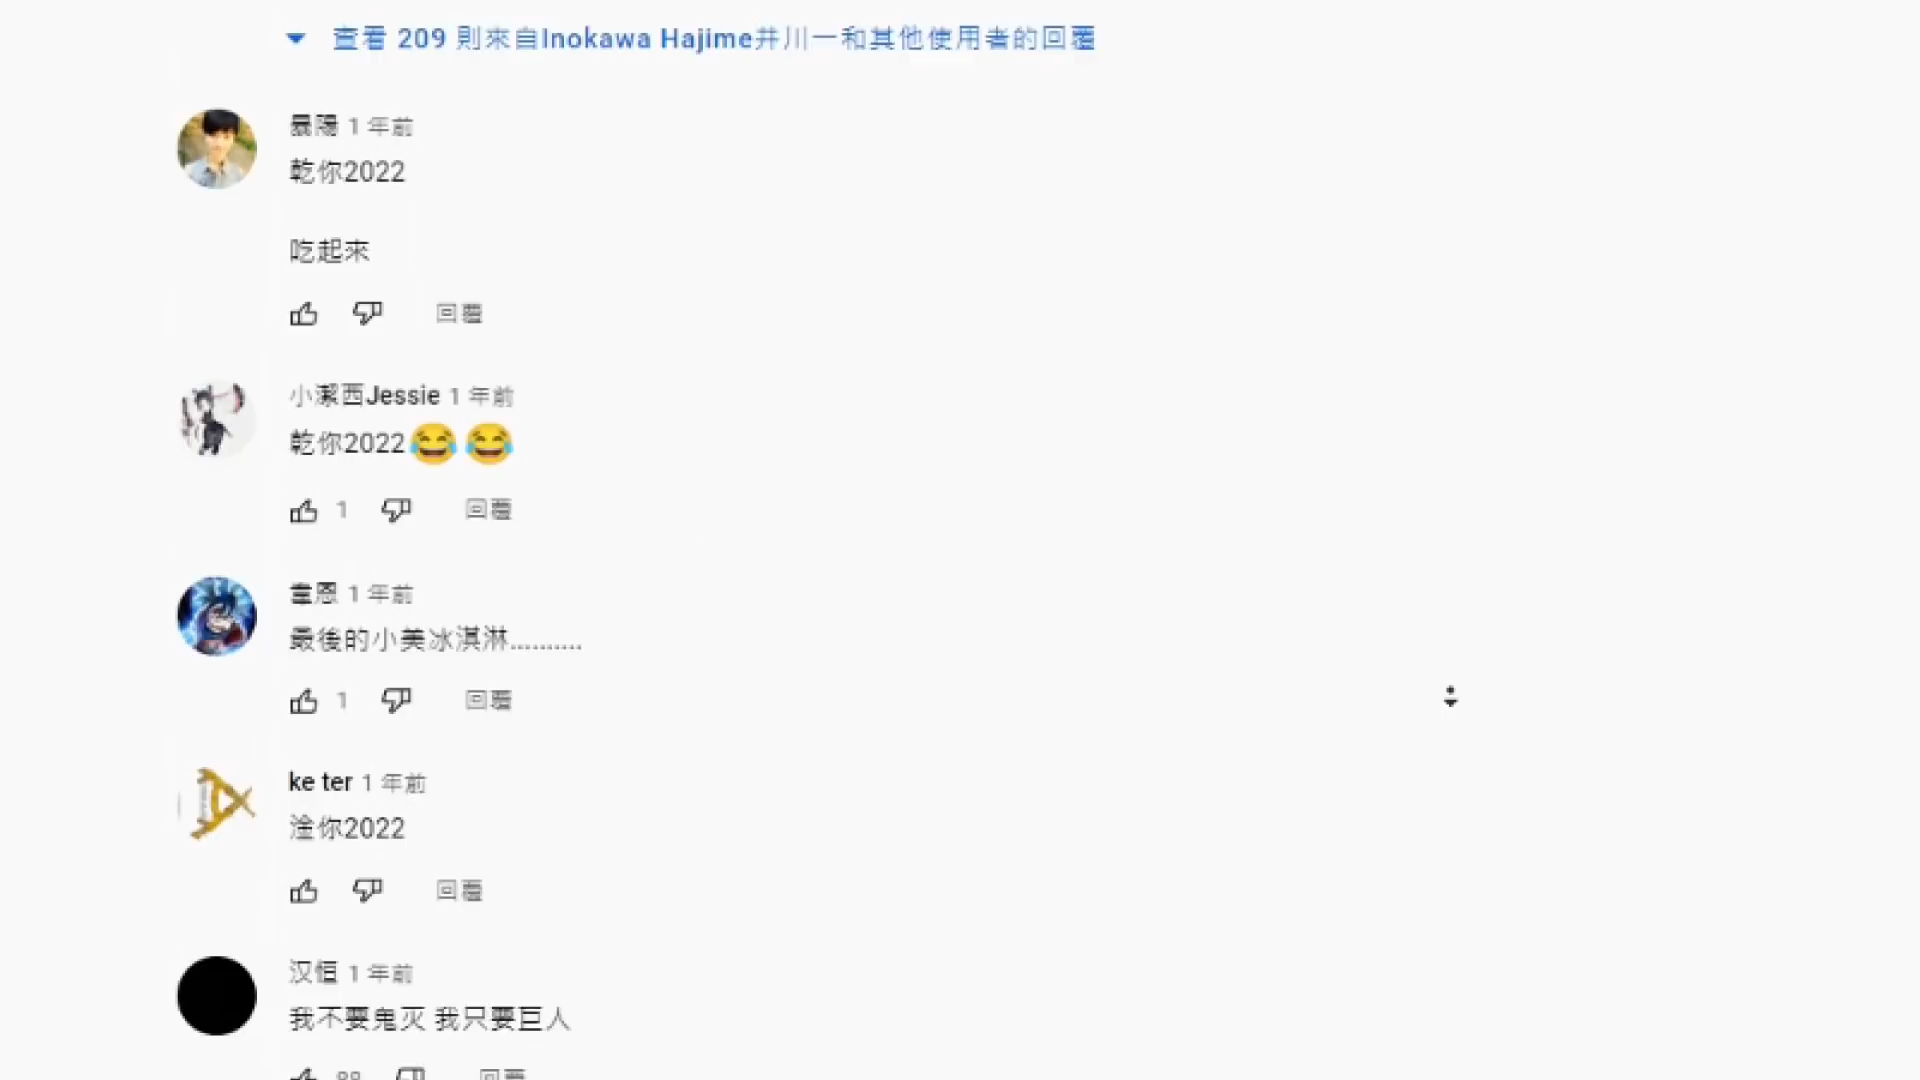 查看 209 則來自Inokawa Hajime井川一和其他使用者的回覆
暴陽 1 年前
乾你2022
吃起來
回覆
小潔西Jessie 1 年前
乾你2022😂😂
1 回覆
韋恩 1 年前
最後的小美冰淇淋..........
1 回覆
ke ter 1 年前
淦你2022
回覆
汉恒 1 年前
我不要鬼灭 我只要巨人
回覆